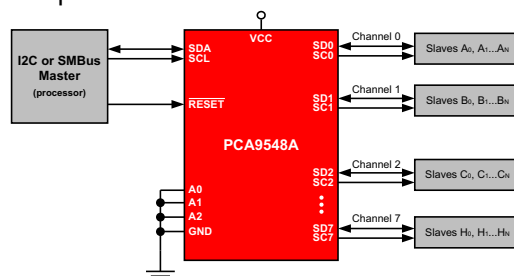 VCC
I2C or SMBus
Master
(processor)
SDA
SCL
RESET
PCA9548A
A0
A1
A2
GND
SD0
SC0
Channel 0
Slaves A0, A1...AN
SD1
SC1
Channel 1
Slaves B0, B1...BN
SD2
SC2
Channel 2
Slaves C0, C1...CN
SD7
SC7
Channel 7
Slaves H0, H1...HN